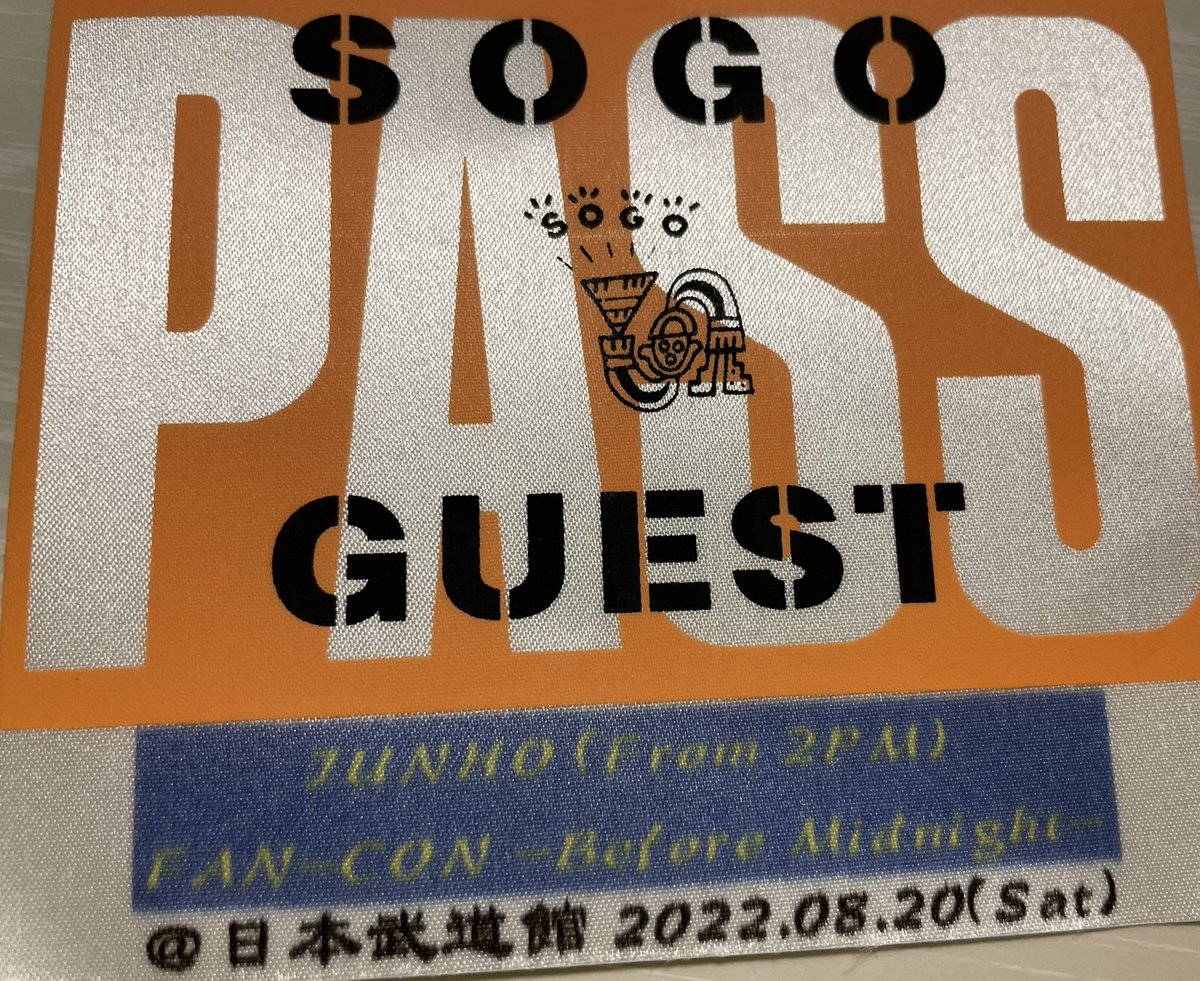 SOGO
PASS
SOGO
GUEST
JUNHO (From 2PM)
FAN-CON -Before Midnight-
@日本武道館 2022.08.20(Sat)